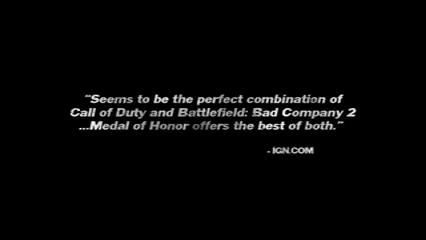 “Seems to be the perfect combination of
Call of Duty and Battlefield: Bad Company 2
...Medal of Honor offers the best of both.”
- IGN.COM